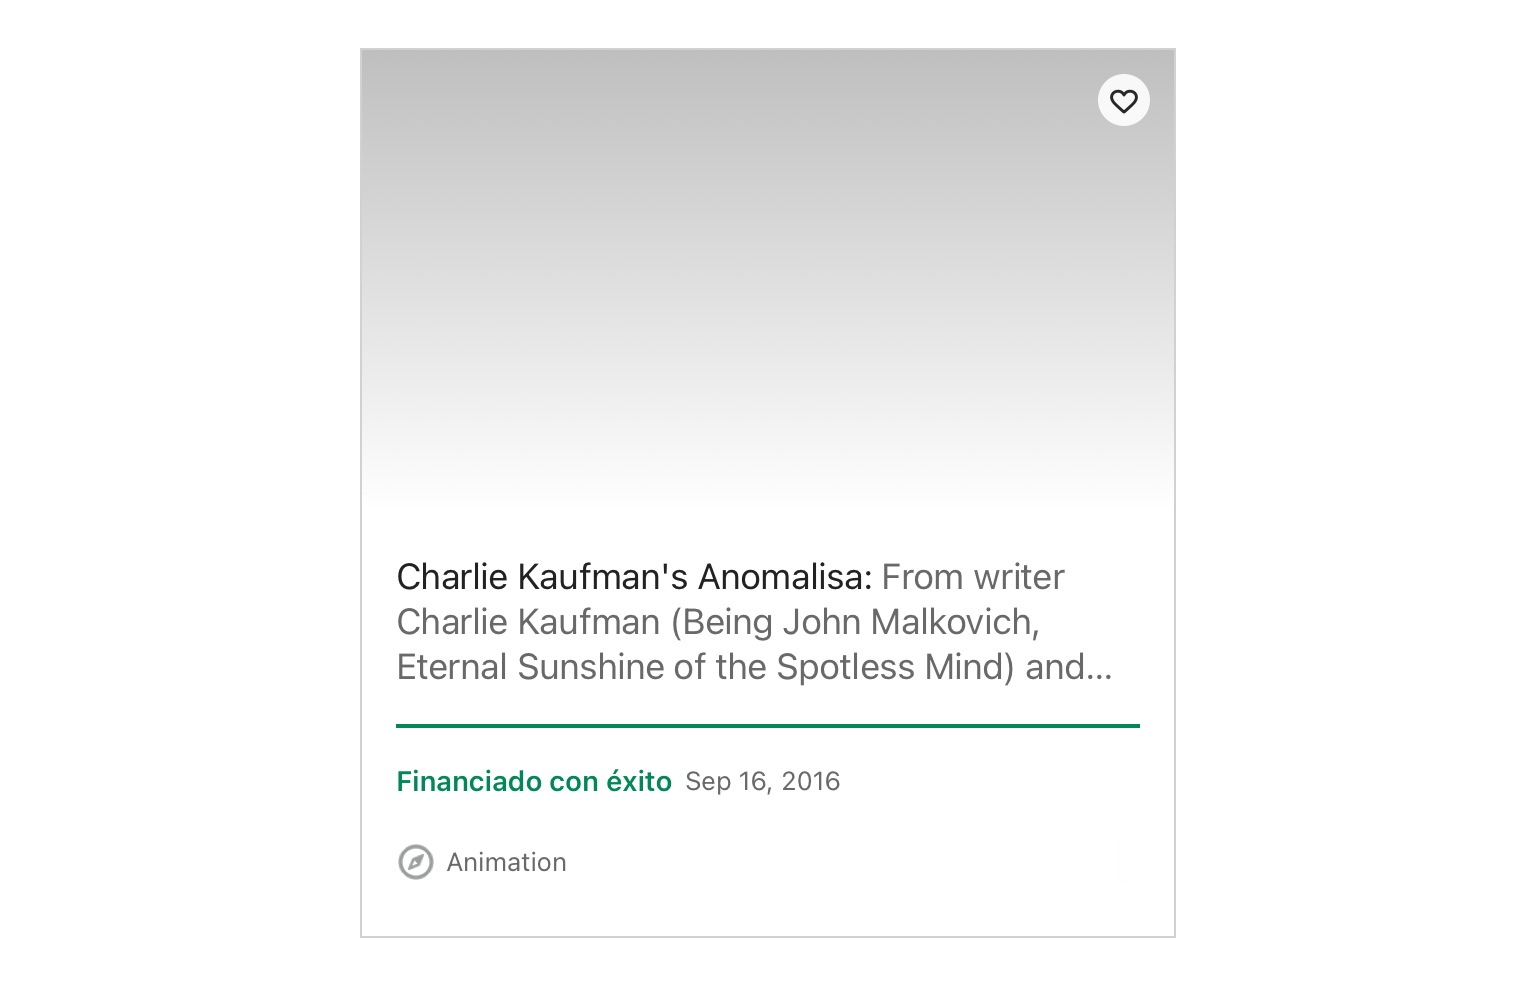 Charlie Kaufman's Anomalisa: From writer
Charlie Kaufman (Being John Malkovich,
Eternal Sunshine of the Spotless Mind) and...
Financiado con éxito Sep 16, 2016
Animation